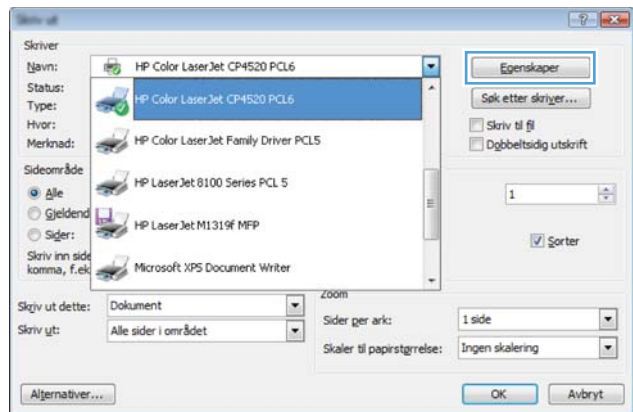 Skriv ut
Skriver
Navn: HP Color LaserJet CP4520 PCL6
Egenskaper
Status:
HP Color LaserJet CP4520 PCL6
Søk etter skriver...
Type:
Hvor:
Skriv til fil
Merknad:
HP Color LaserJet Family Driver PCL5
Dobbeltsidig utskrift
Sideområde
HP LaserJet 8100 Series PCL 5
Alle
1
Gjeldend
HP LaserJet M1319f MFP
Sider:
Sorter
Skriv inn side
komma, f.ek
Microsoft XPS Document Writer
Zoom
Skriv ut dette: Dokument
Sider per ark: 1 side
Skriv ut: Alle sider i området
Skaler til papirstørrelse: Ingen skalering
Alternativer...
OK
Avbryt